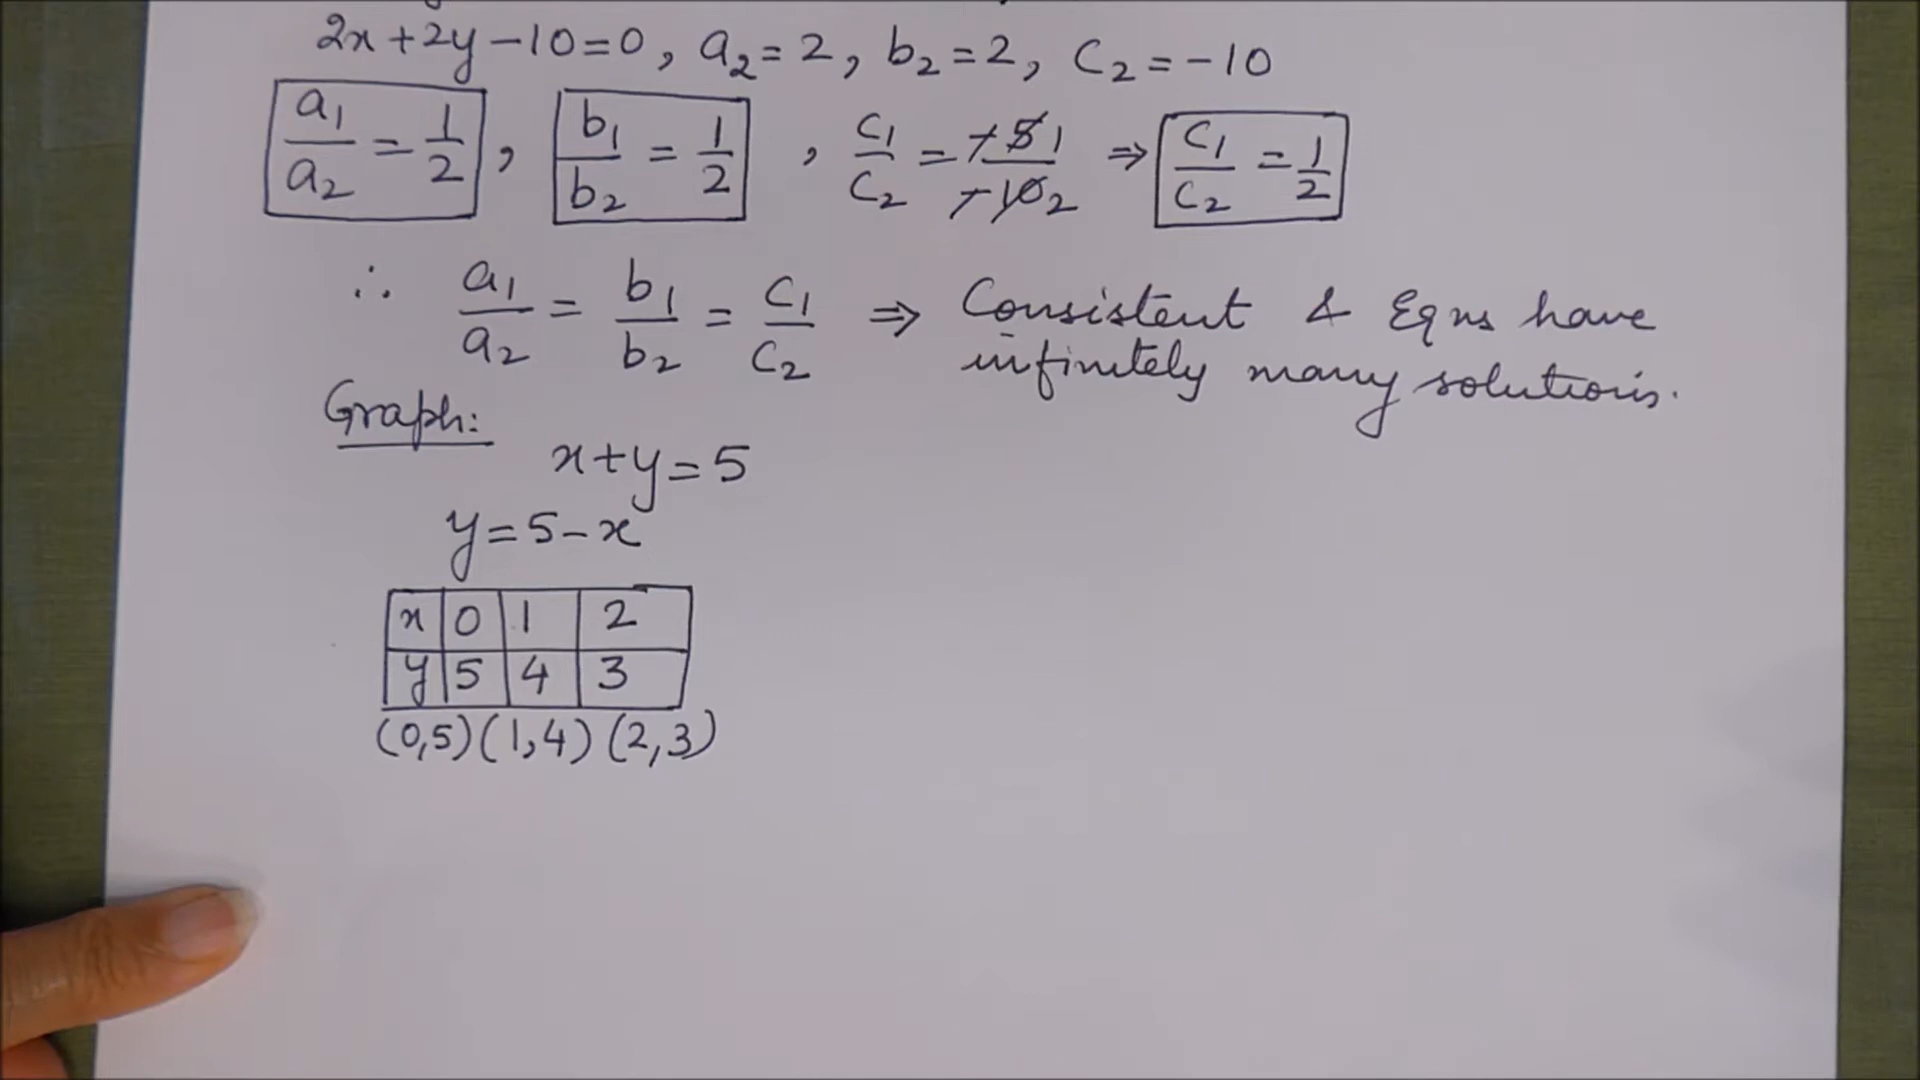 2x+2y-10=0, a₂=2, b₂=2, c₂=-10
a₁/a₂ = 1/2, b₁/b₂ = 1/2, c₁/c₂ = -5 1/-10 2 ⇒ c₁/c₂ = 1/2
∴ a₁/a₂ = b₁/b₂ = c₁/c₂ ⇒ Consistent & Eqns have
infinitely many solutions.
Graph:
x+y=5
y=5-x
x 0 1 2
y 5 4 3
(0,5) (1,4) (2,3)